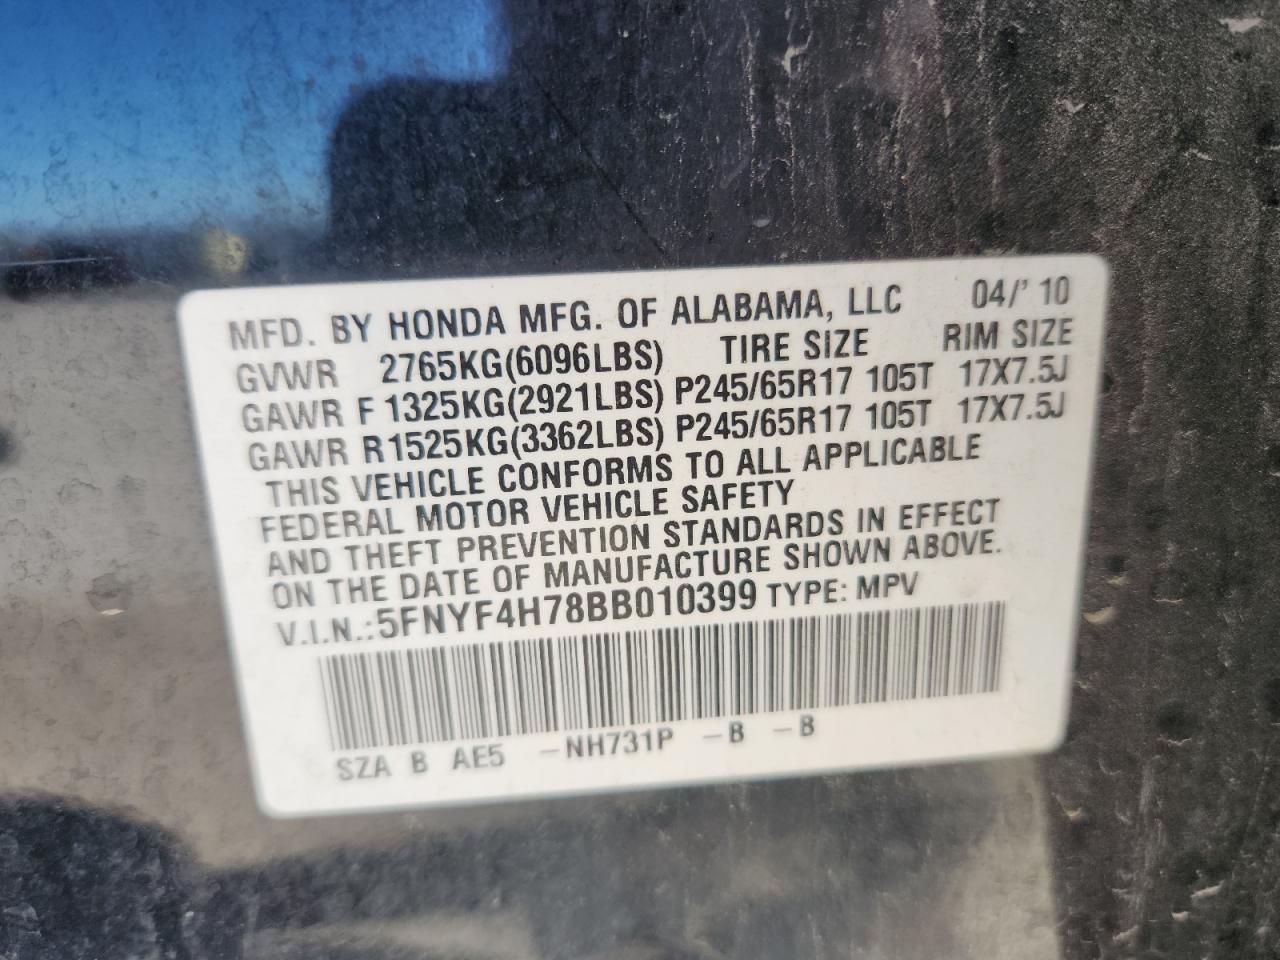 MFD. BY HONDA MFG. OF ALABAMA, LLC 04/' 10
GVWR 2765KG(6096LBS) TIRE SIZE RIM SIZE
GAWR F 1325KG(2921LBS) P245/65R17 105T 17X7.5J
GAWR R1525KG(3362LBS) P245/65R17 105T 17X7.5J
THIS VEHICLE CONFORMS TO ALL APPLICABLE
FEDERAL MOTOR VEHICLE SAFETY
AND THEFT PREVENTION STANDARDS IN EFFECT
ON THE DATE OF MANUFACTURE SHOWN ABOVE.
V.I.N.:5FNYF4H78BB010399 TYPE: MPV
SZA B AE5 -NH731P -B -B